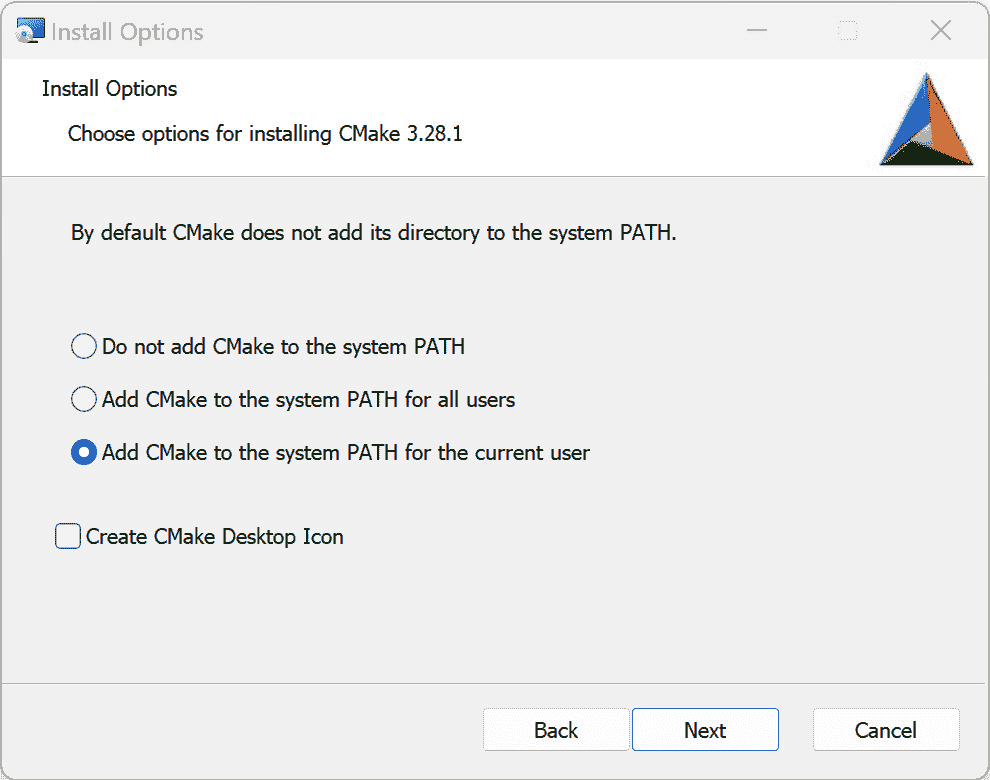 Install Options
Install Options
Choose options for installing CMake 3.28.1
By default CMake does not add its directory to the system PATH.
Do not add CMake to the system PATH
Add CMake to the system PATH for all users
Add CMake to the system PATH for the current user
Create CMake Desktop Icon
Back Next Cancel